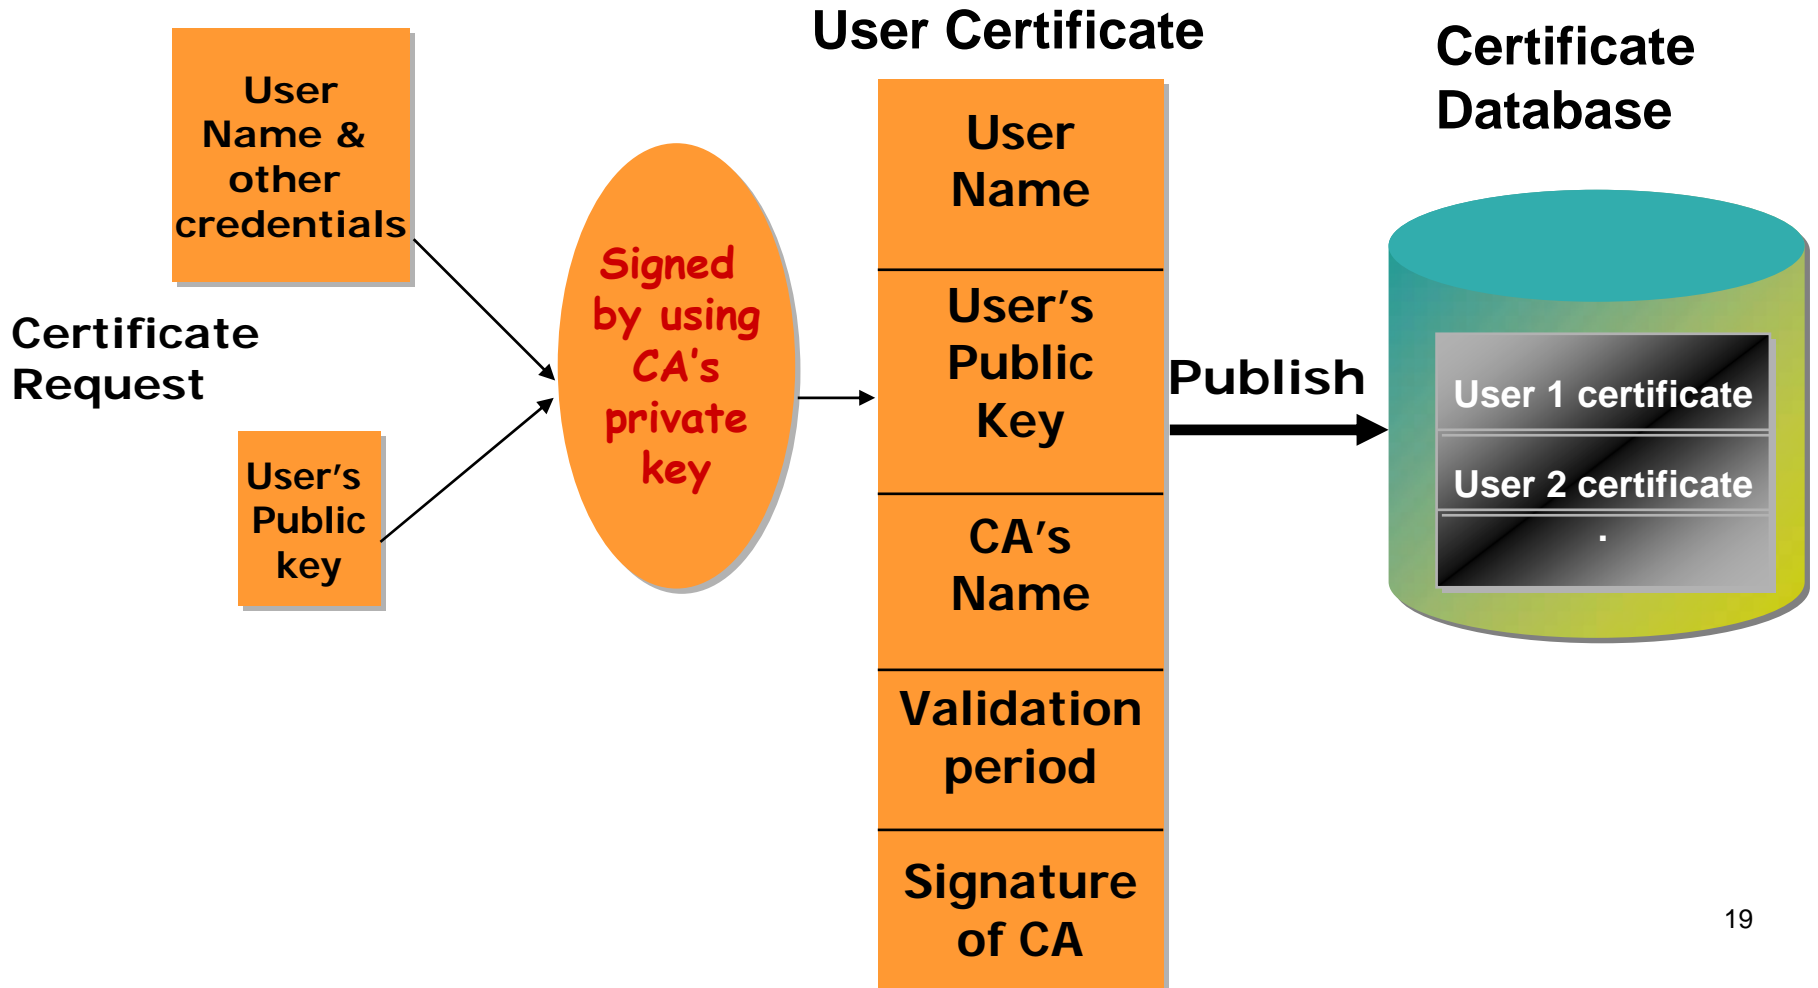 User Certificate
Certificate
Database
User
Name &
other
credentials
Certificate
Request
User's
Public
key
Signed
by using
CA's
private
key
User
Name
User's
Public
Key
CA's
Name
Validation
period
Signature
of CA
Publish
User 1 certificate
User 2 certificate
.
19